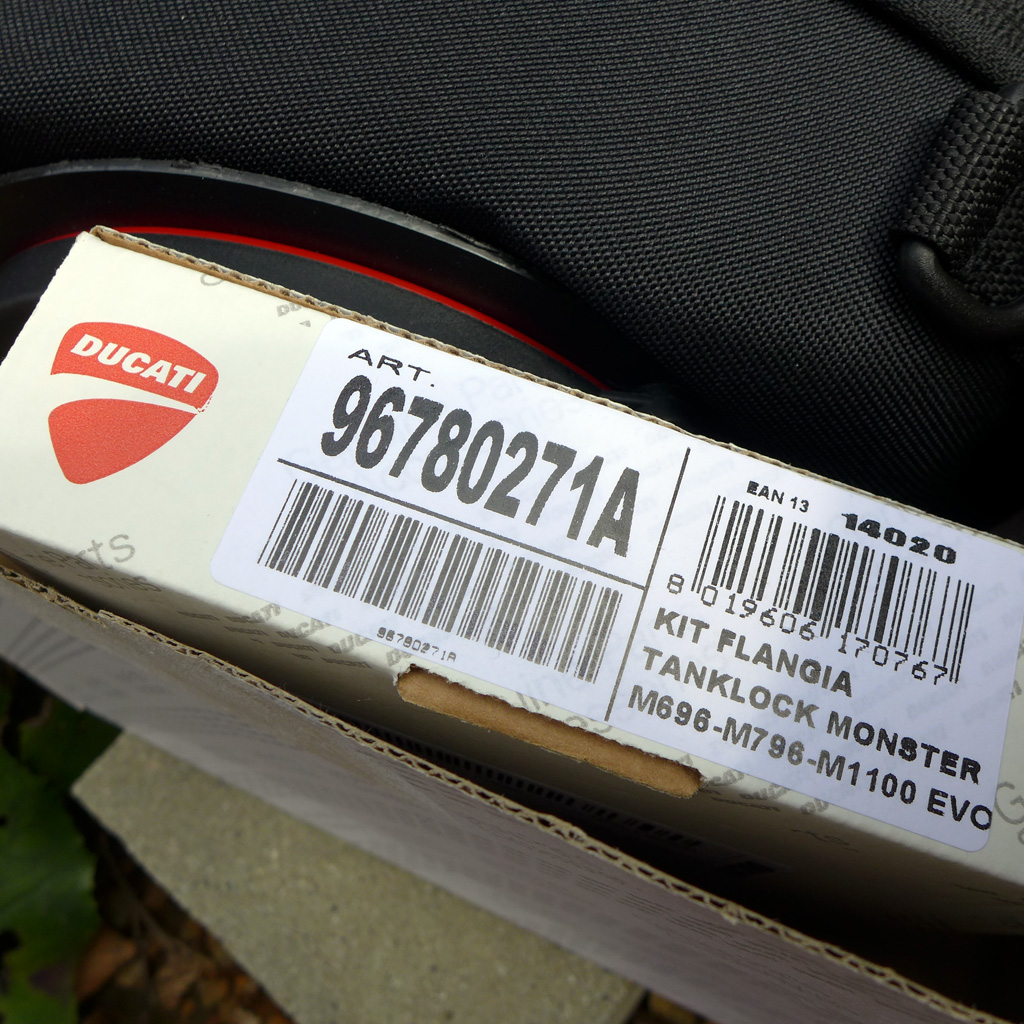 DUCATI
ART.
96780271A
96780271A
EAN 13
14020
8 019606 170767
KIT FLANGIA
TANKLOCK MONSTER
M696-M796-M1100 EVO